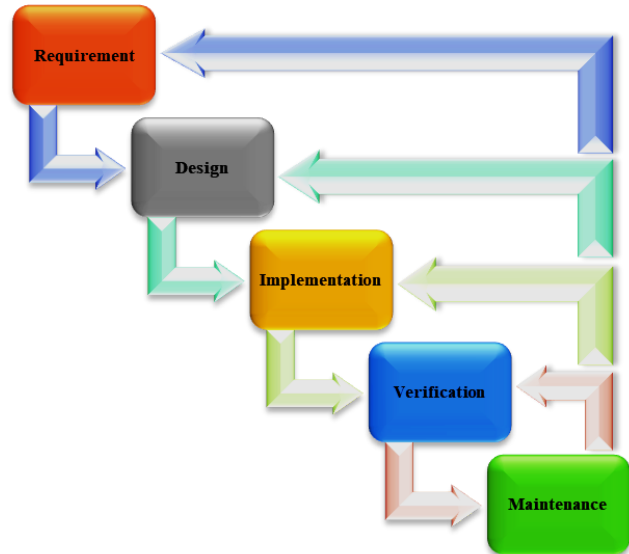 Requirement
Design
Implementation
Verification
Maintenance